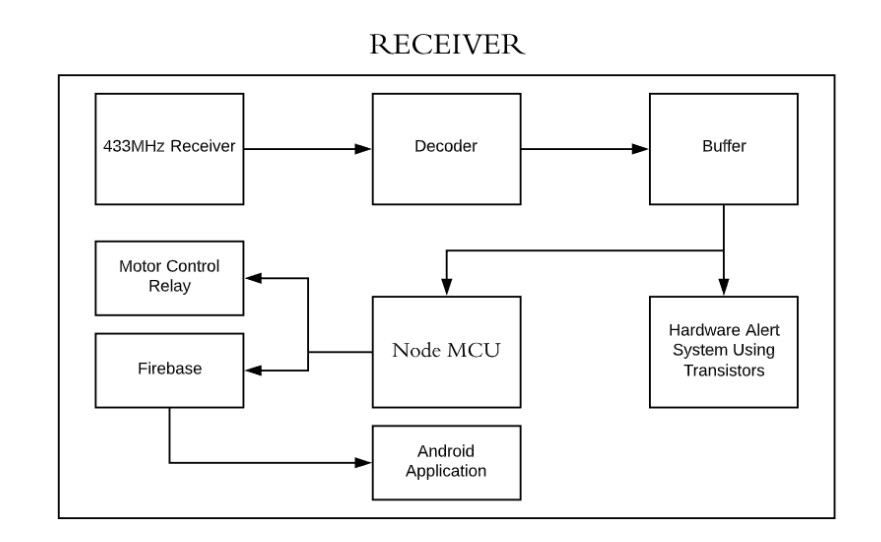 RECEIVER
433MHz Receiver
Decoder
Buffer
Motor Control
Relay
Node MCU
Hardware Alert
System Using
Transistors
Firebase
Android
Application